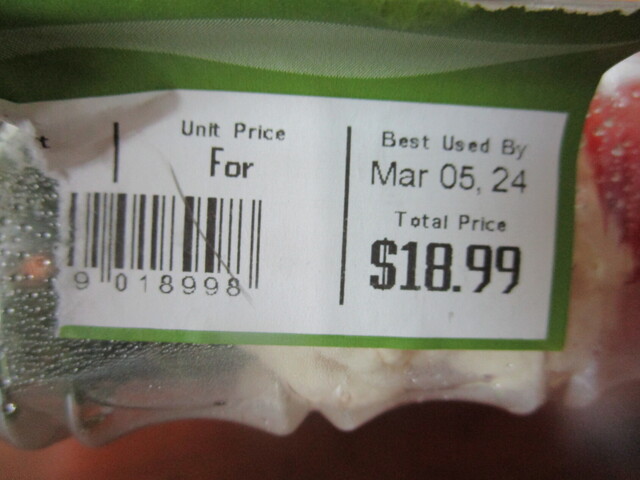 t
Unit Price
For
9 018998
Best Used By
Mar 05, 24
Total Price
$18.99